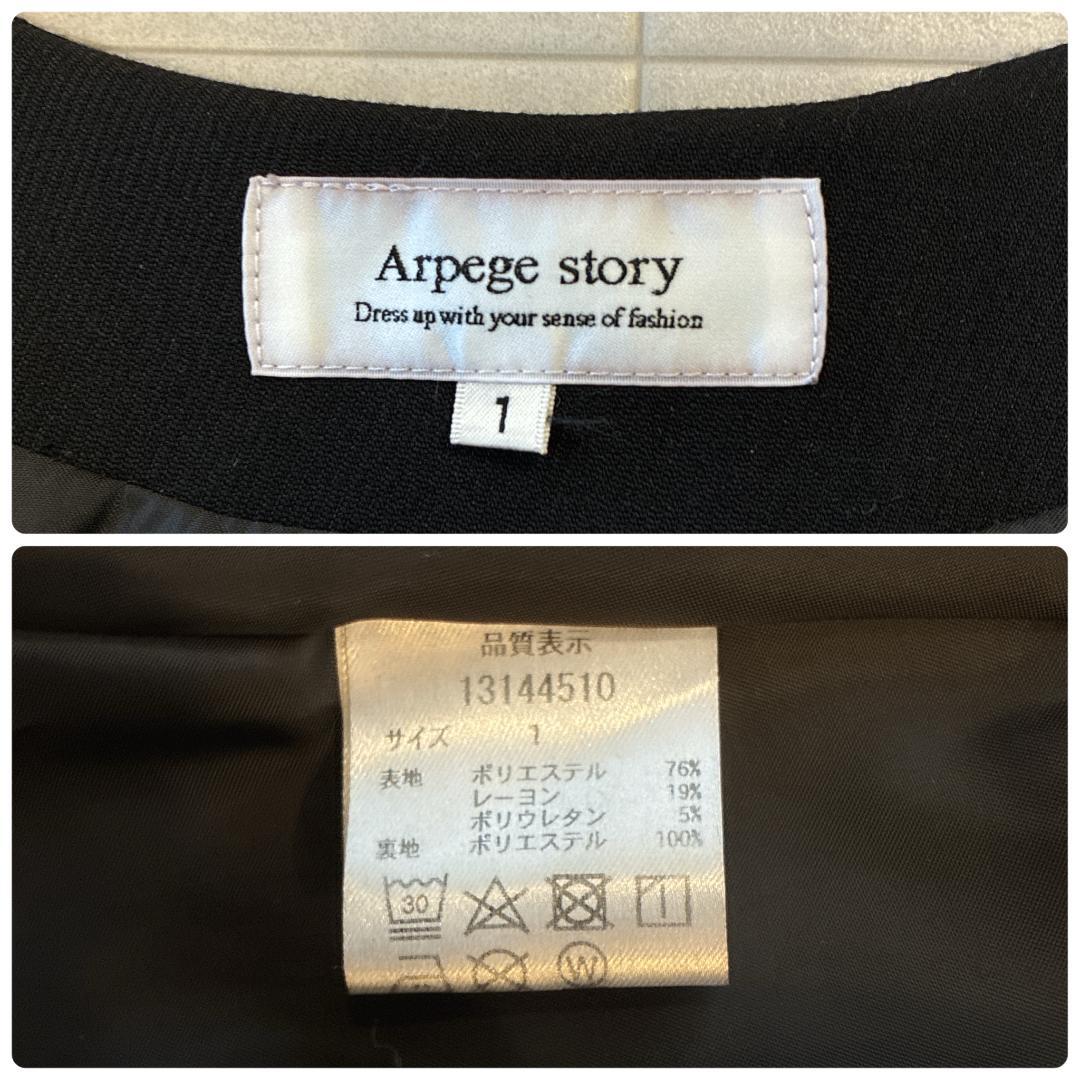 Arpege story
Dress up with your sense of fashion
1
品質表示
13144510
サイズ 1
表地 ポリエステル 76%
レーヨン 19%
ポリウレタン 5%
裏地 ポリエステル 100%
30
W